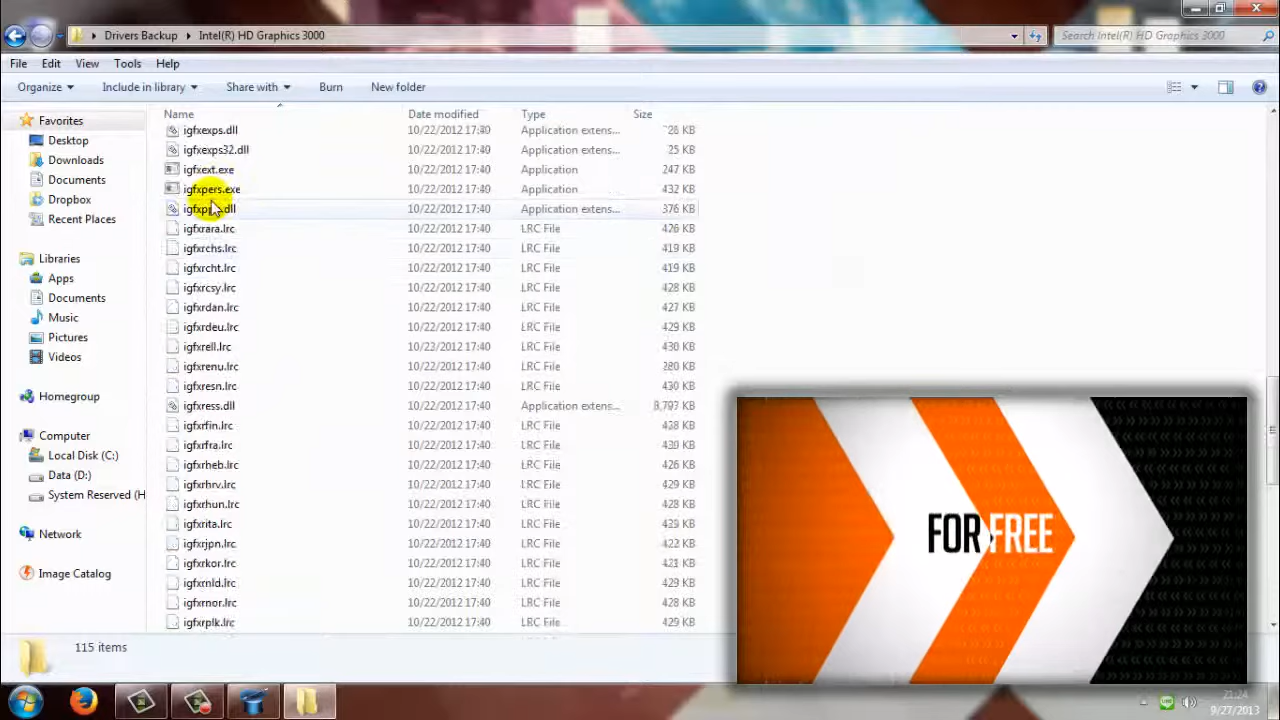 Drivers Backup Intel(R) HD Graphics 3000 Search Intel(R) HD Graphics 3000
File Edit View Tools Help
Organize Include in library Share with Burn New folder
Favorites
Desktop
Downloads
Documents
Dropbox
Recent Places
Libraries
Apps
Documents
Music
Pictures
Videos
Homegroup
Computer
Local Disk (C:)
Data (D:)
System Reserved (H
Network
Image Catalog
Name Date modified Type Size
igfxexps.dll 10/22/2012 17:40 Application extens... 26 KB
igfxexps32.dll 10/22/2012 17:40 Application extens... 25 KB
igfxext.exe 10/22/2012 17:40 Application 247 KB
igfxpers.exe 10/22/2012 17:40 Application 432 KB
10/22/2012 17:40 Application extens... 376 KB
igfxrara.lrc 10/22/2012 17:40 LRC File 426 KB
igfxrchs.lrc 10/22/2012 17:40 LRC File 419 KB
igfxrcht.lrc 10/22/2012 17:40 LRC File 419 KB
igfxrcsy.lrc 10/22/2012 17:40 LRC File 428 KB
igfxrdan.lrc 10/22/2012 17:40 LRC File 427 KB
igfxrdeu.lrc 10/22/2012 17:40 LRC File 429 KB
igfxrell.lrc 10/22/2012 17:40 LRC File 430 KB
igfxrenu.lrc 10/22/2012 17:40 LRC File KB
igfxresn.lrc 10/22/2012 17:40 LRC File 430 KB
igfxress.dll 10/22/2012 17:40 Application extens... KB
igfxrfin.lrc 10/22/2012 17:40 LRC File KB
igfxrfra.lrc 10/22/2012 17:40 LRC File KB
igfxrheb.lrc 10/22/2012 17:40 LRC File 426 KB
igfxrhrv.lrc 10/22/2012 17:40 LRC File 429 KB
igfxrhun.lrc 10/22/2012 17:40 LRC File 428 KB
igfxrita.lrc 10/22/2012 17:40 LRC File KB
igfxrjpn.lrc 10/22/2012 17:40 LRC File KB
igfxrkor.lrc 10/22/2012 17:40 LRC File 421 KB
igfxrnld.lrc 10/22/2012 17:40 LRC File 429 KB
igfxrnor.lrc 10/22/2012 17:40 LRC File 428 KB
igfxrplk.lrc 10/22/2012 17:40 LRC File 429 KB
FOR FREE
115 items
21:24
9/27/2013